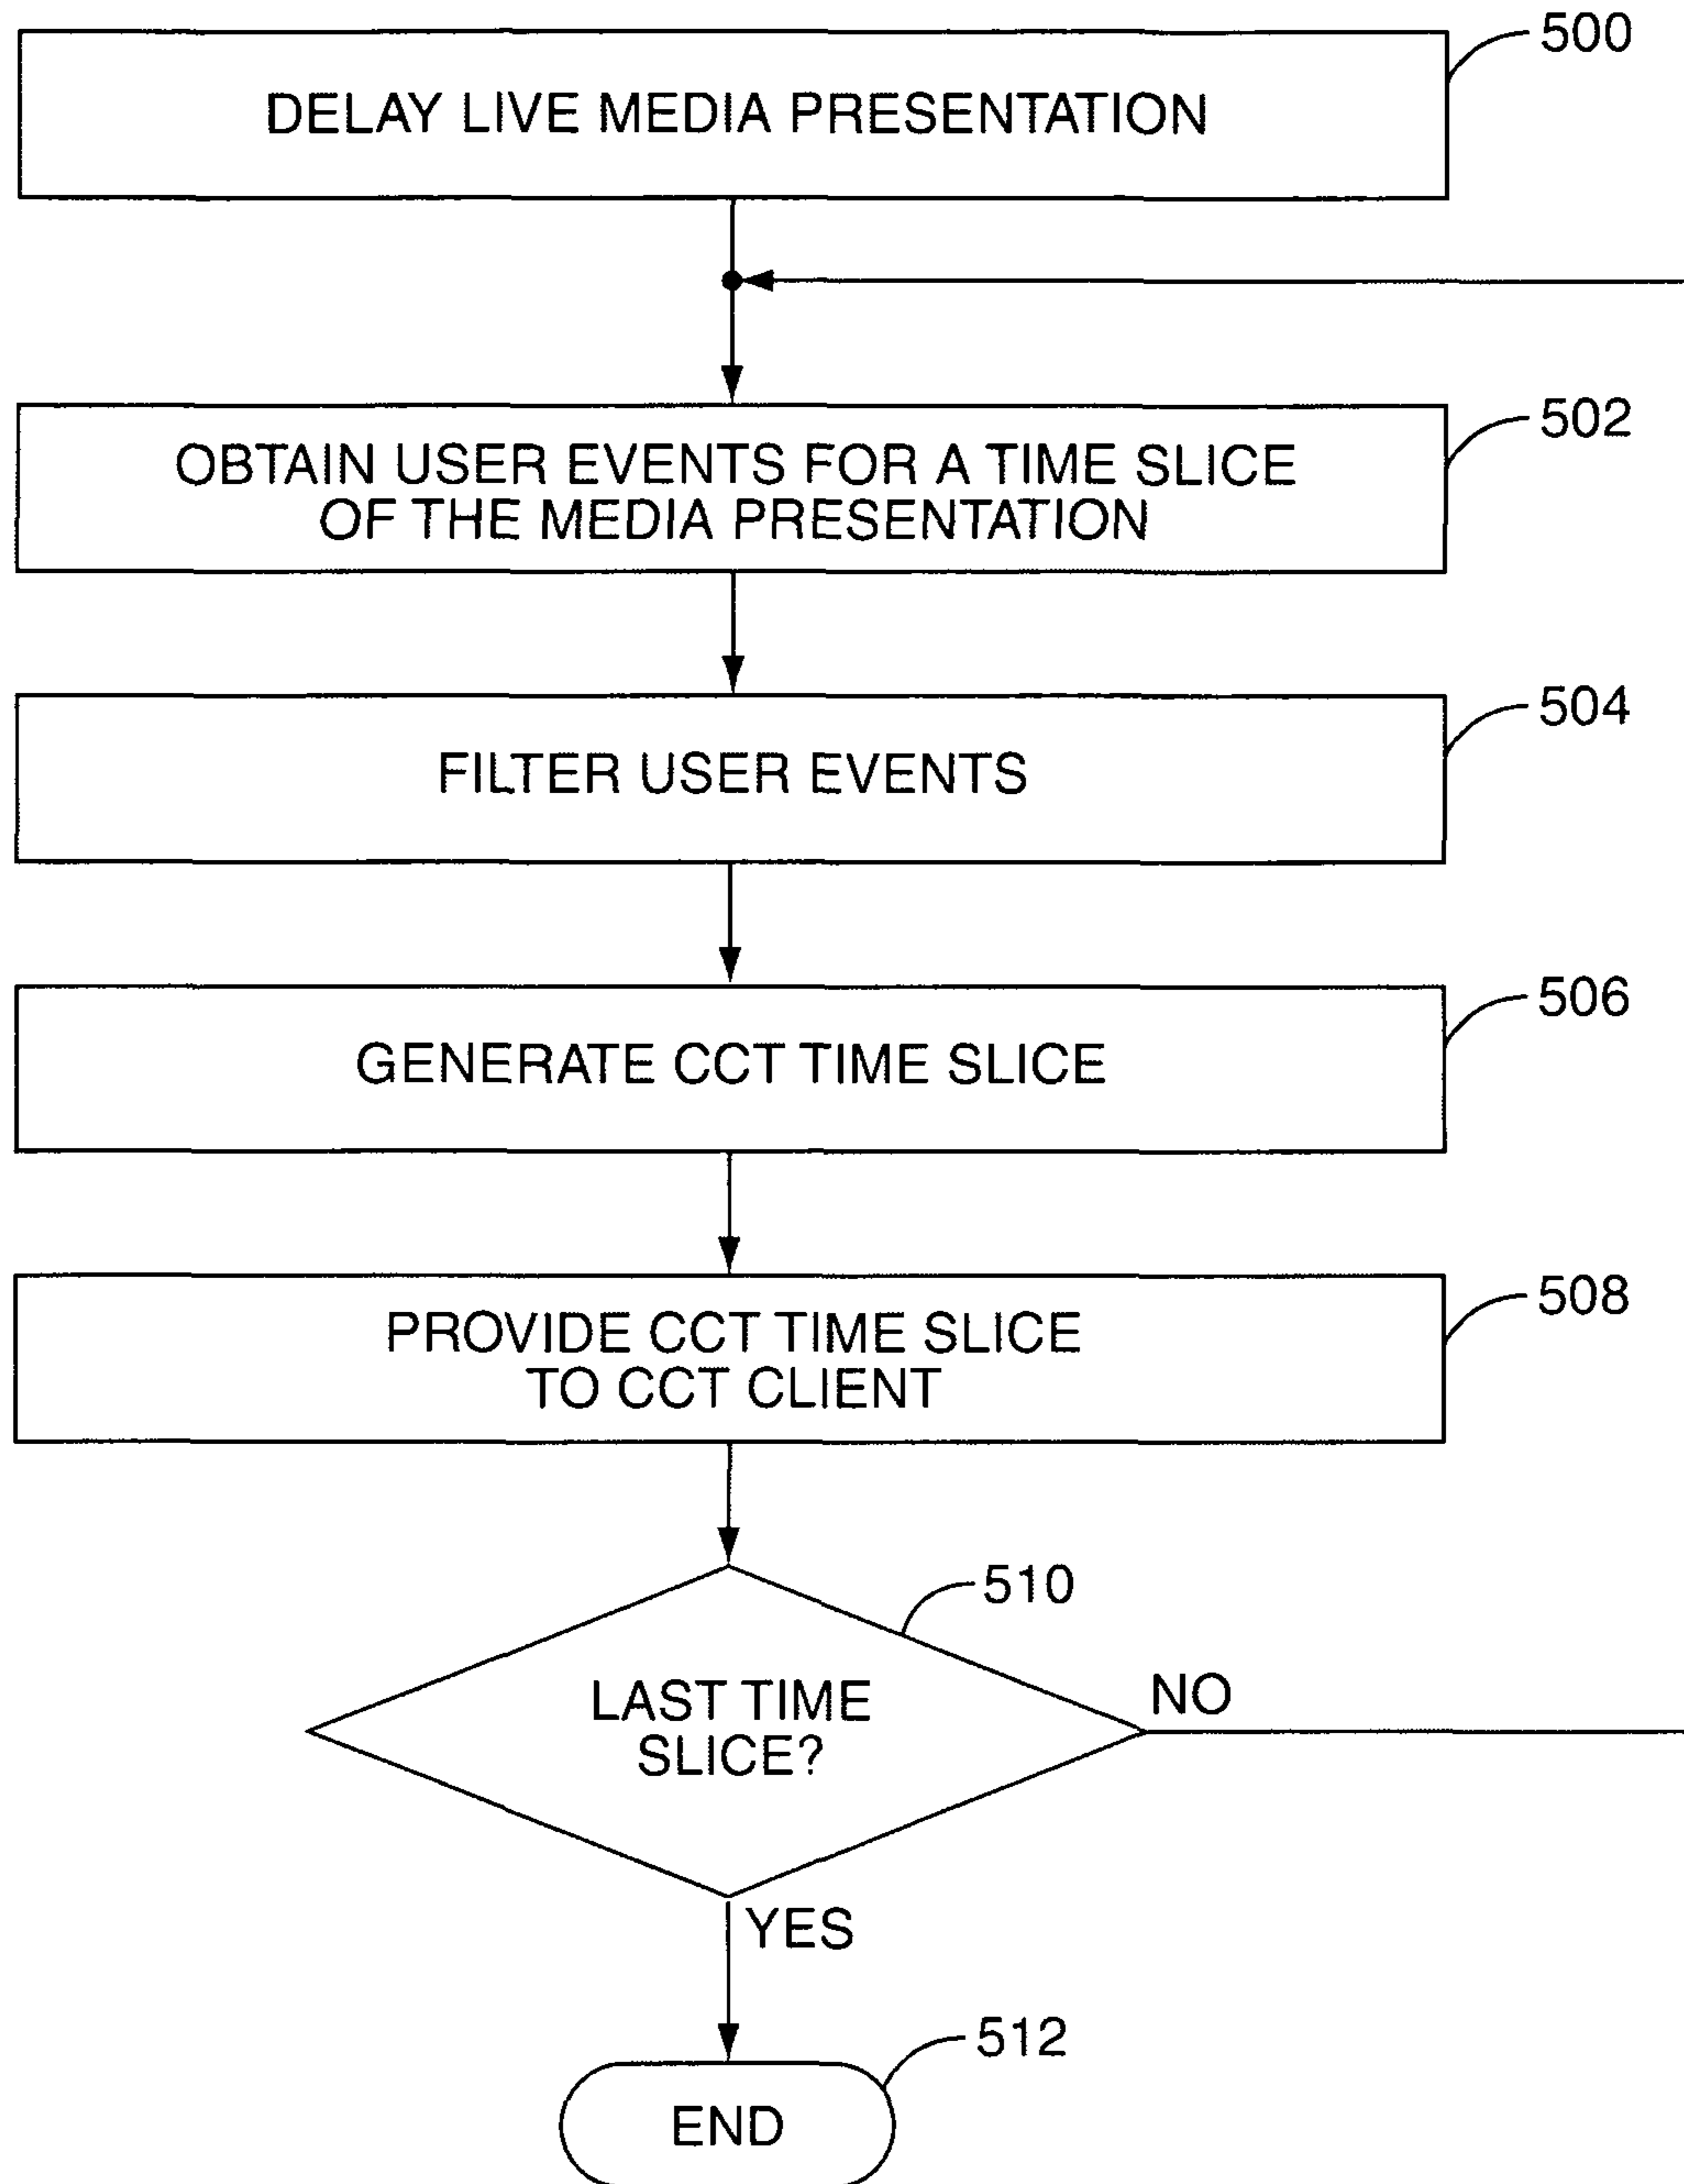 500
DELAY LIVE MEDIA PRESENTATION
502
OBTAIN USER EVENTS FOR A TIME SLICE
OF THE MEDIA PRESENTATION
504
FILTER USER EVENTS
506
GENERATE CCT TIME SLICE
508
PROVIDE CCT TIME SLICE
TO CCT CLIENT
510
LAST TIME
SLICE?
NO
YES
512
END